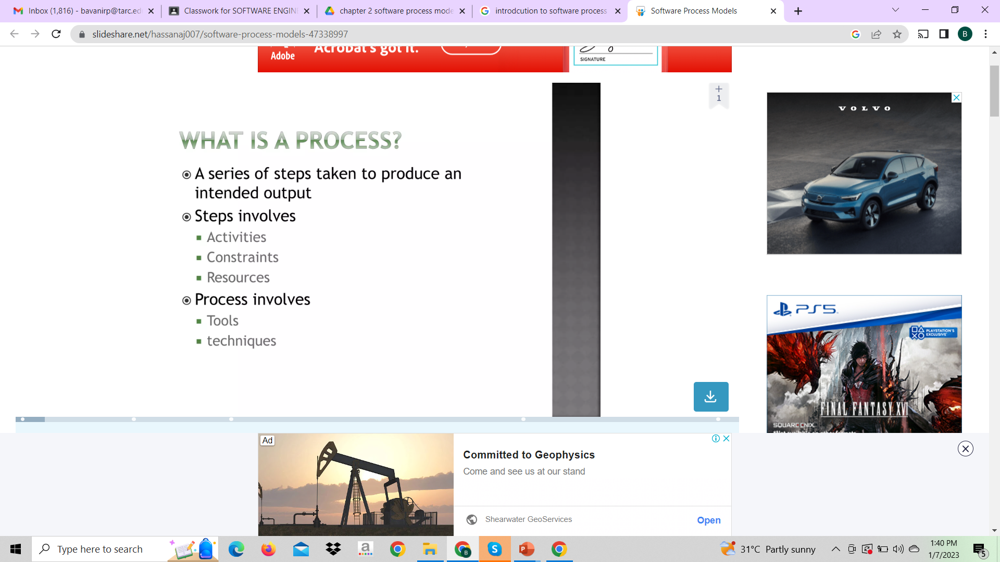 Inbox (1,816) - bavanirp@tarc.ed
Classwork for SOFTWARE ENGIN
chapter 2 software process mode
introdcution to software process
Software Process Models
slideshare.net/hassanaj007/software-process-models-47338997
B
Adobe
Acrobat's got it.
SIGNATURE
+
1
VOLVO
WHAT IS A PROCESS?
A series of steps taken to produce an
intended output
Steps involves
Activities
Constraints
Resources
Process involves
Tools
techniques
PS5
PLAYSTATION'S
EXCLUSIVE
FINAL FANTASY XVI
SQUARE ENIX
Ad
Committed to Geophysics
Come and see us at our stand
Shearwater GeoServices
Open
Type here to search
31°C Partly sunny
1:40 PM
1/7/2023
5